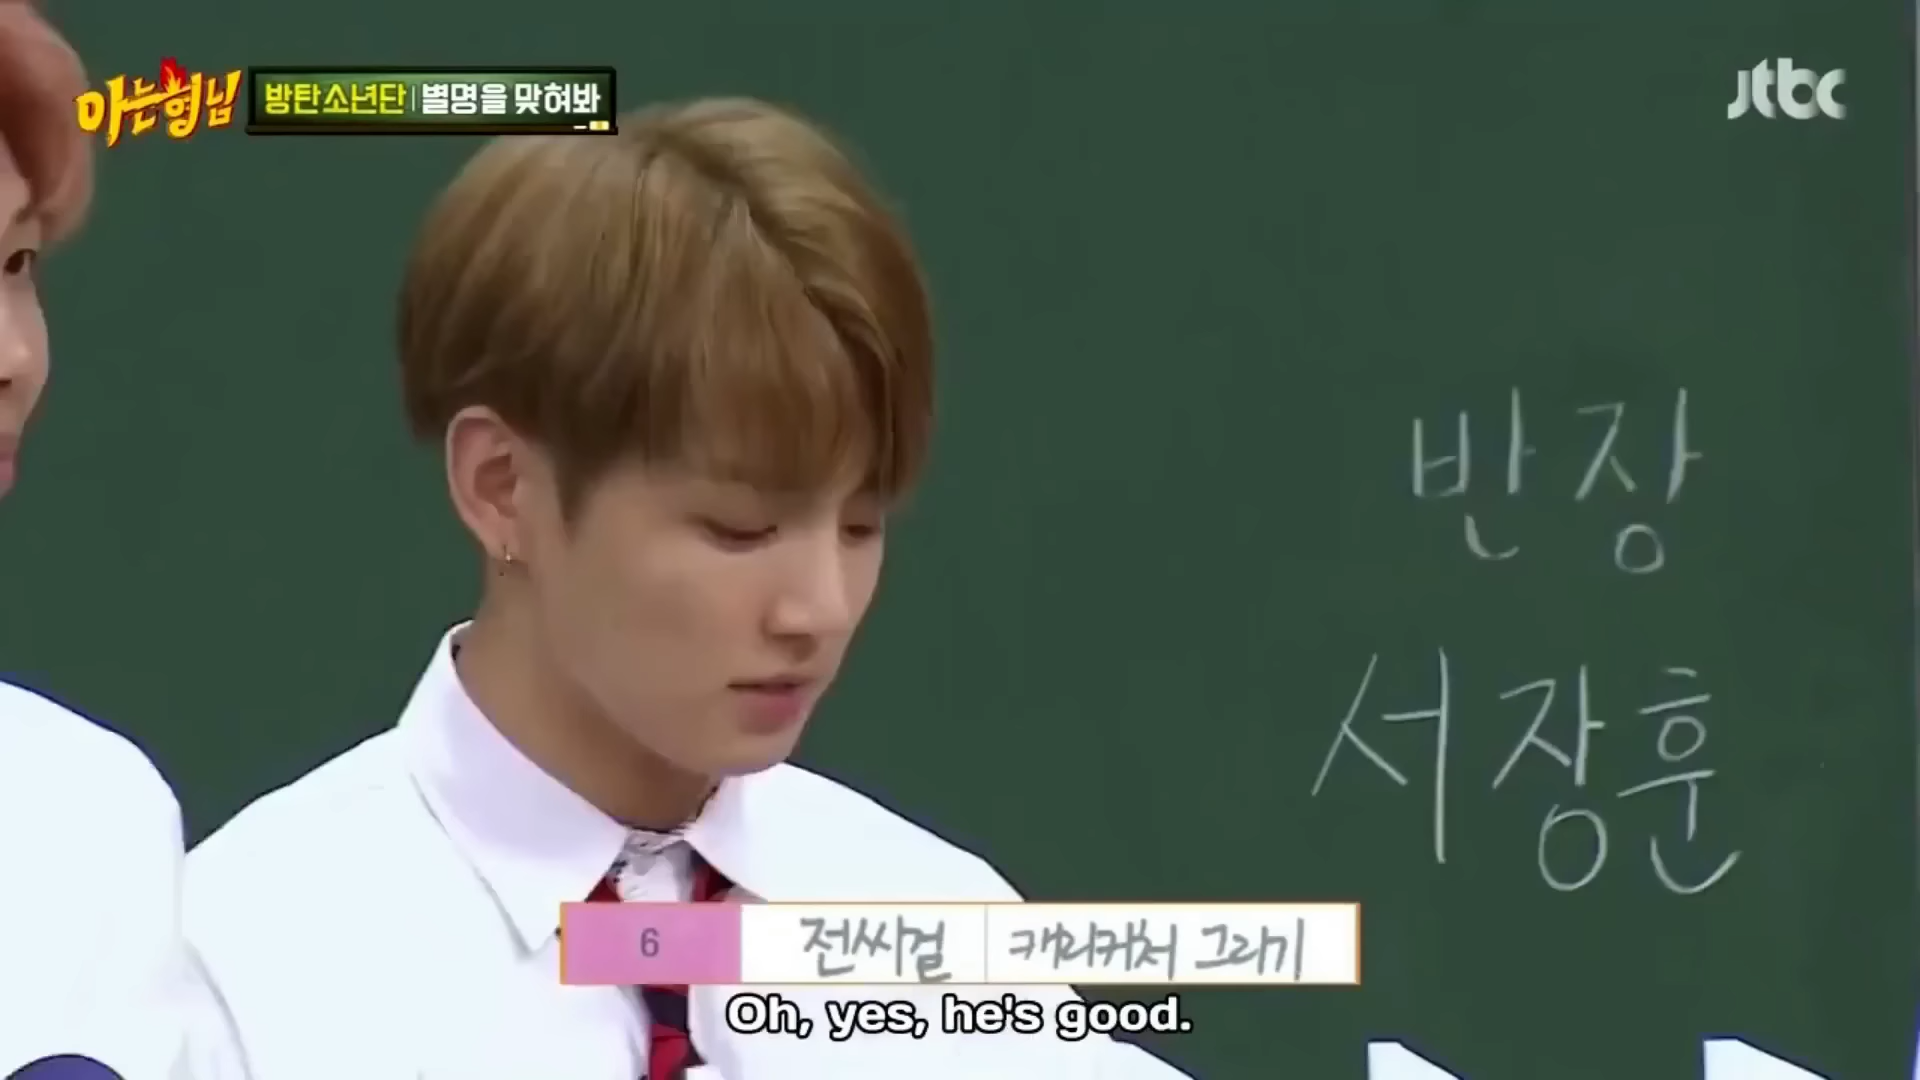 아는형님
방탄소년단 | 별명을 맞혀봐
jtbc
반장
서장훈
6 전씨걸 캐리커처 그리기
Oh, yes, he's good.